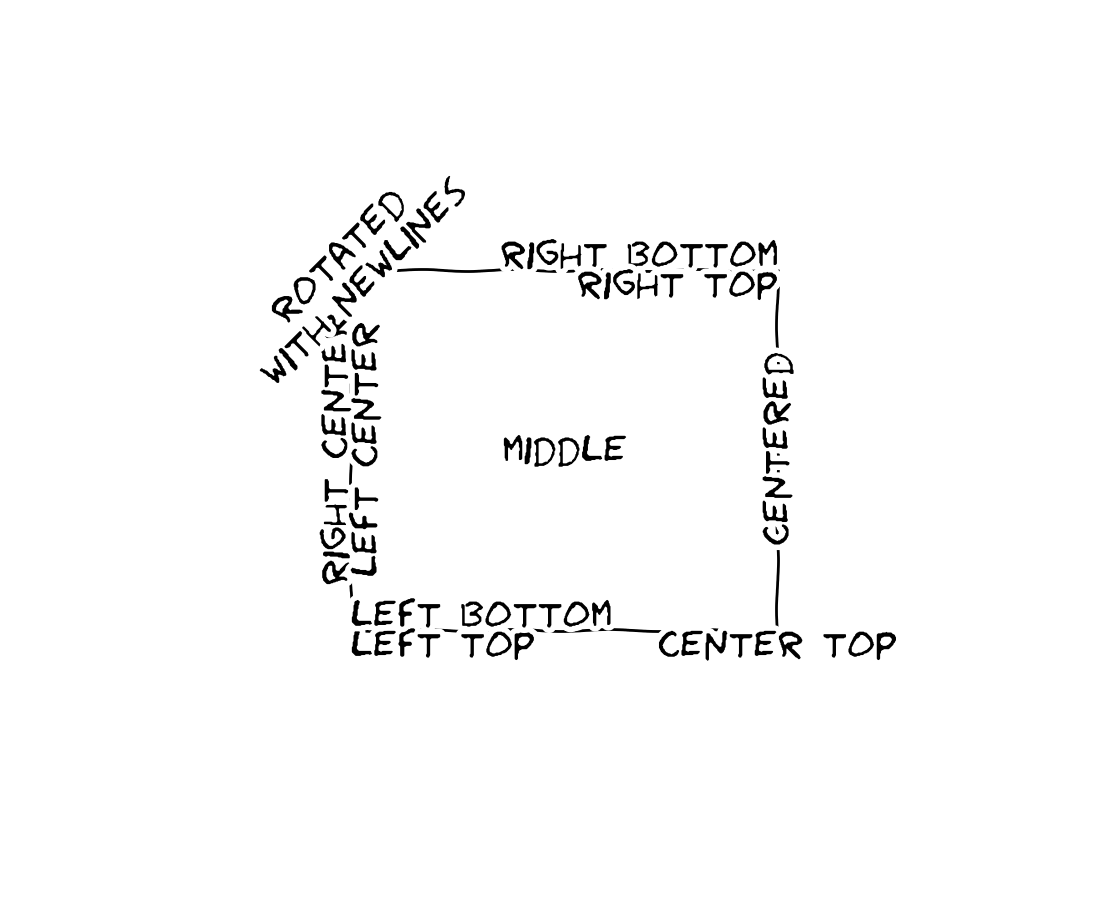 ROTATED
WITH NEWLINES
RIGHT BOTTOM
RIGHT TOP
RIGHT CENTER
LEFT CENTER
MIDDLE
CENTERED
LEFT BOTTOM
LEFT TOP
CENTER TOP